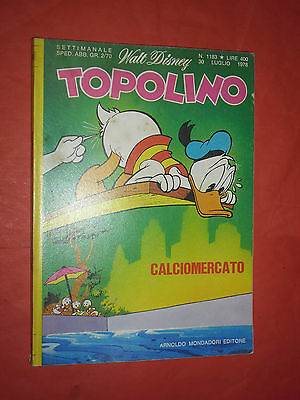 SETTIMANALE
SPED. ABB. GR. 2/70
Walt Disney
N. 1183 ★ LIRE 400
30 LUGLIO 1978
TOPOLINO
CALCIOMERCATO
ARNOLDO MONDADORI EDITORE